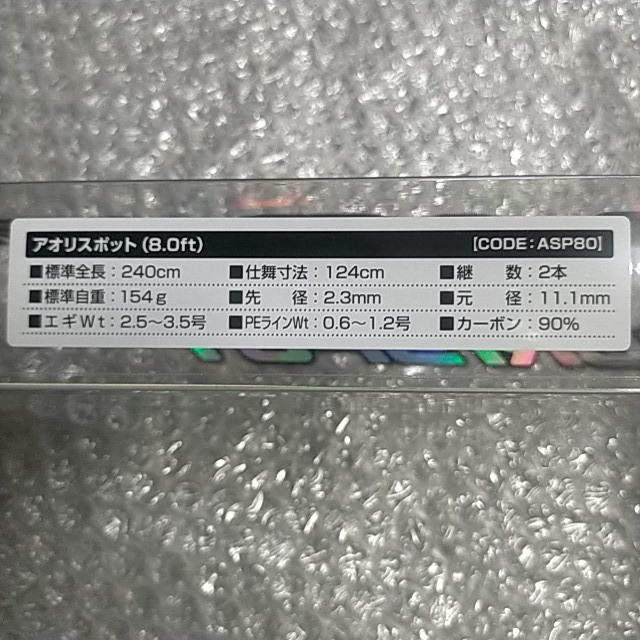 アオリスポット(8.0ft) [CODE:ASP80]
■標準全長:240cm ■仕舞寸法:124cm ■継 数:2本
■標準自重:154g ■先 径:2.3mm ■元 径:11.1mm
■エギWt:2.5～3.5号 ■PEラインWt:0.6～1.2号 ■カーボン:90%